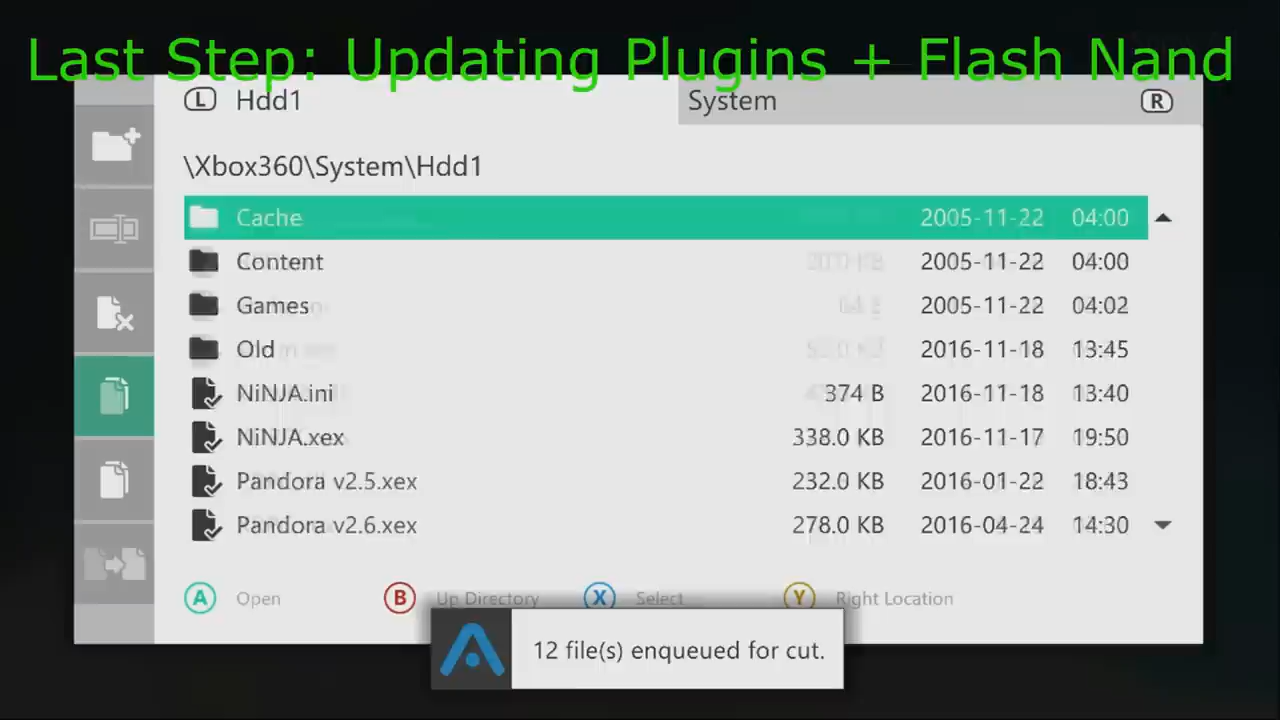 Last Step: Updating Plugins + Flash Nand
L Hdd1 System R
\Xbox360\System\Hdd1
Cache 2005-11-22 04:00
Content 2005-11-22 04:00
Games 2005-11-22 04:02
Old 2016-11-18 13:45
NiNJA.ini 374 B 2016-11-18 13:40
NiNJA.xex 338.0 KB 2016-11-17 19:50
Pandora v2.5.xex 232.0 KB 2016-01-22 18:43
Pandora v2.6.xex 278.0 KB 2016-04-24 14:30
A Open B Up Directory X Select Y Right Location
12 file(s) enqueued for cut.